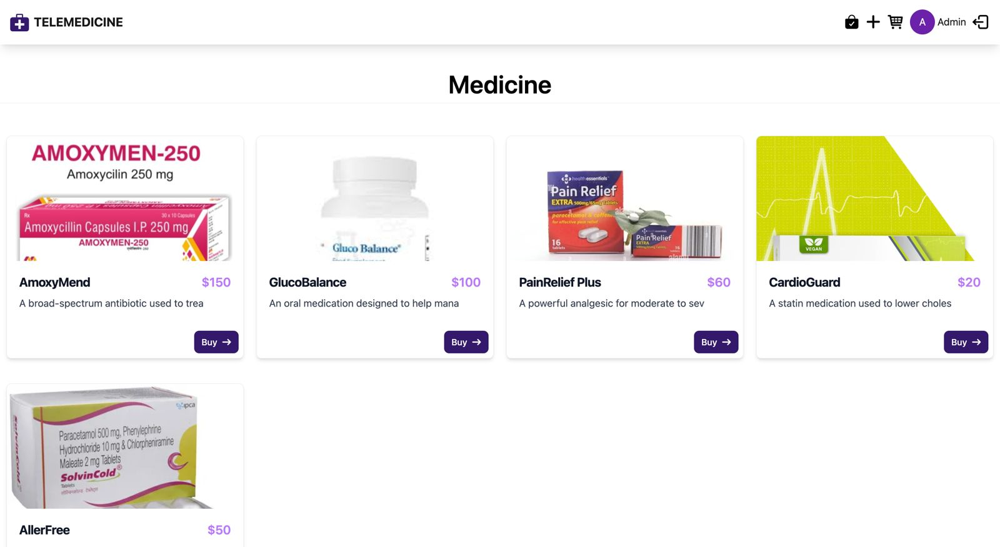 TELEMEDICINE
A
Admin
Medicine
AMOXYMEN-250
Amoxycilin 250 mg
Rx
30 x 10 Capsules
Amoxycillin Capsules I.P. 250 mg
AMOXYMEN-250
AmoxyMend $150
A broad-spectrum antibiotic used to trea
Buy
Gluco Balance®
GlucoBalance $100
An oral medication designed to help mana
Buy
health essentials
Pain Relief
EXTRA 500mg/65mg Tablets
paracetamol & caffein
for effective pain relief
16
tablets
Pain Relief
16
PainRelief Plus $60
A powerful analgesic for moderate to sev
Buy
VEGAN
CardioGuard $20
A statin medication used to lower choles
Buy
ipca
Paracetamol 500 mg, Phenylephrine
Hydrochloride 10 mg & Chlorpheniramine
Maleate 2 mg Tablets
SolvinCold®
Tablets
SolvinCold
AllerFree $50